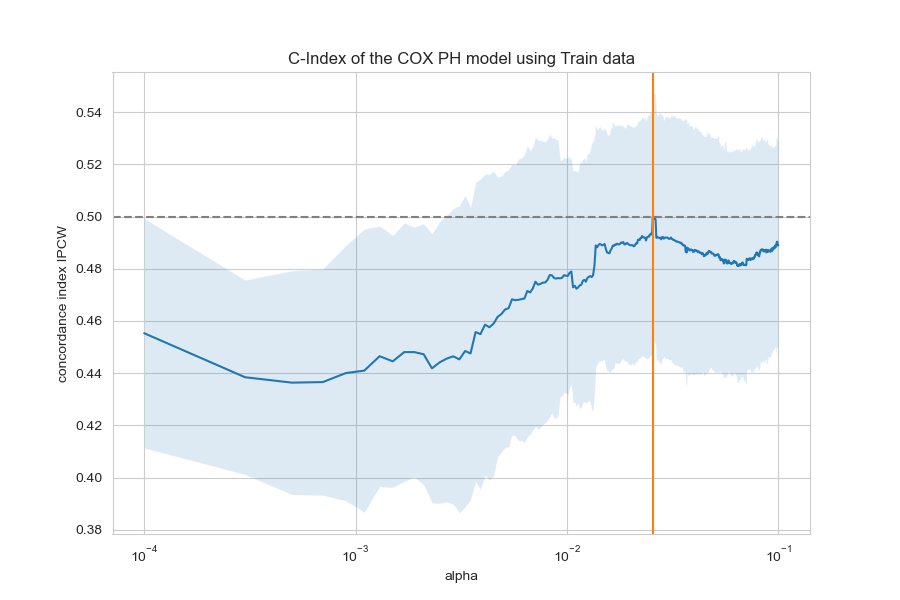 C-Index of the COX PH model using Train data
concordance index IPCW
0.54
0.52
0.50
0.48
0.46
0.44
0.42
0.40
0.38
10⁻⁴ 10⁻³ 10⁻² 10⁻¹
alpha